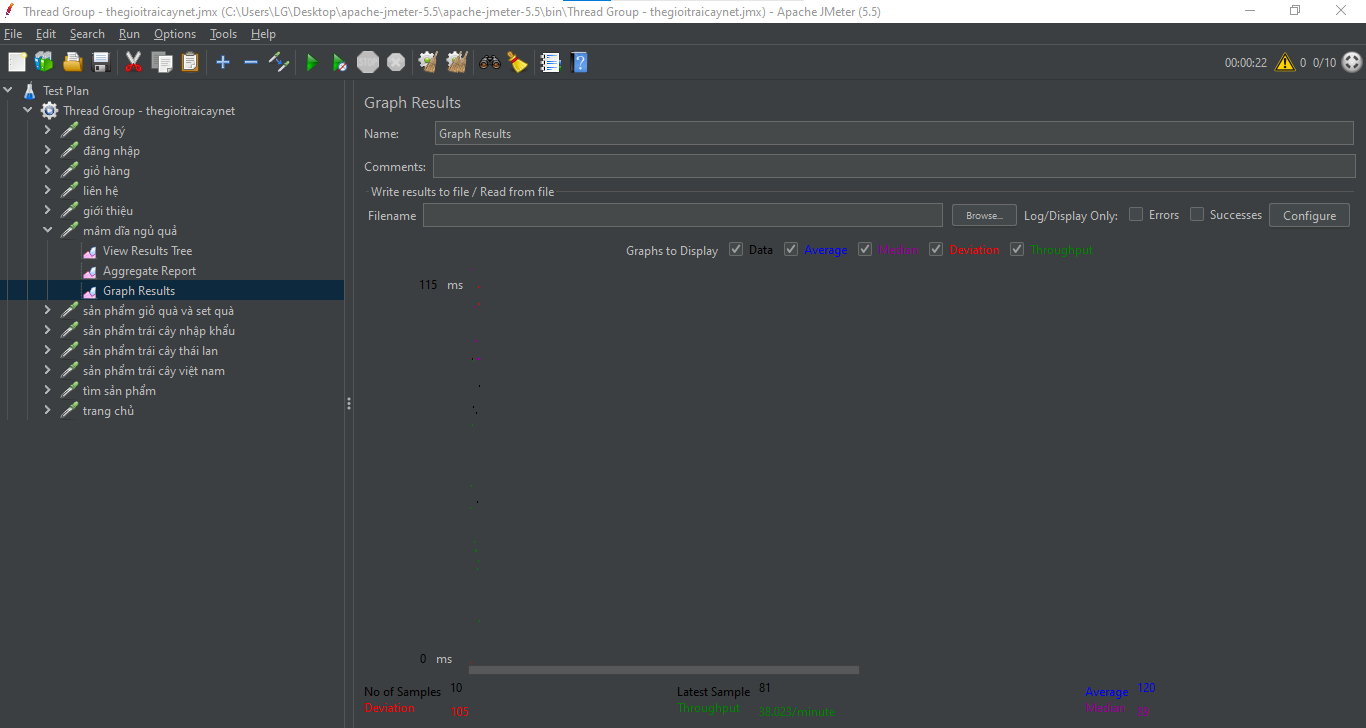 Thread Group - thegioitraicaynet.jmx (C:\Users\LG\Desktop\apache-jmeter-5.5\apache-jmeter-5.5\bin\Thread Group - thegioitraicaynet.jmx) - Apache JMeter (5.5)
File Edit Search Run Options Tools Help
STOP 00:00:22 0 0/10
Test Plan
Thread Group - thegioitraicaynet
đăng ký
đăng nhập
giỏ hàng
liên hệ
giới thiệu
mâm dĩa ngủ quả
View Results Tree
Aggregate Report
Graph Results
sản phẩm giỏ quà và set quà
sản phẩm trái cây nhập khẩu
sản phẩm trái cây thái lan
sản phẩm trái cây việt nam
tìm sản phẩm
trang chủ
Graph Results
Name: Graph Results
Comments:
Write results to file / Read from file
Filename Browse... Log/Display Only: Errors Successes Configure
Graphs to Display Data Average Median Deviation Throughput
115 ms
0 ms
No of Samples 10 Latest Sample 81 Average 120
Deviation 105 Throughput 38.023/minute Median